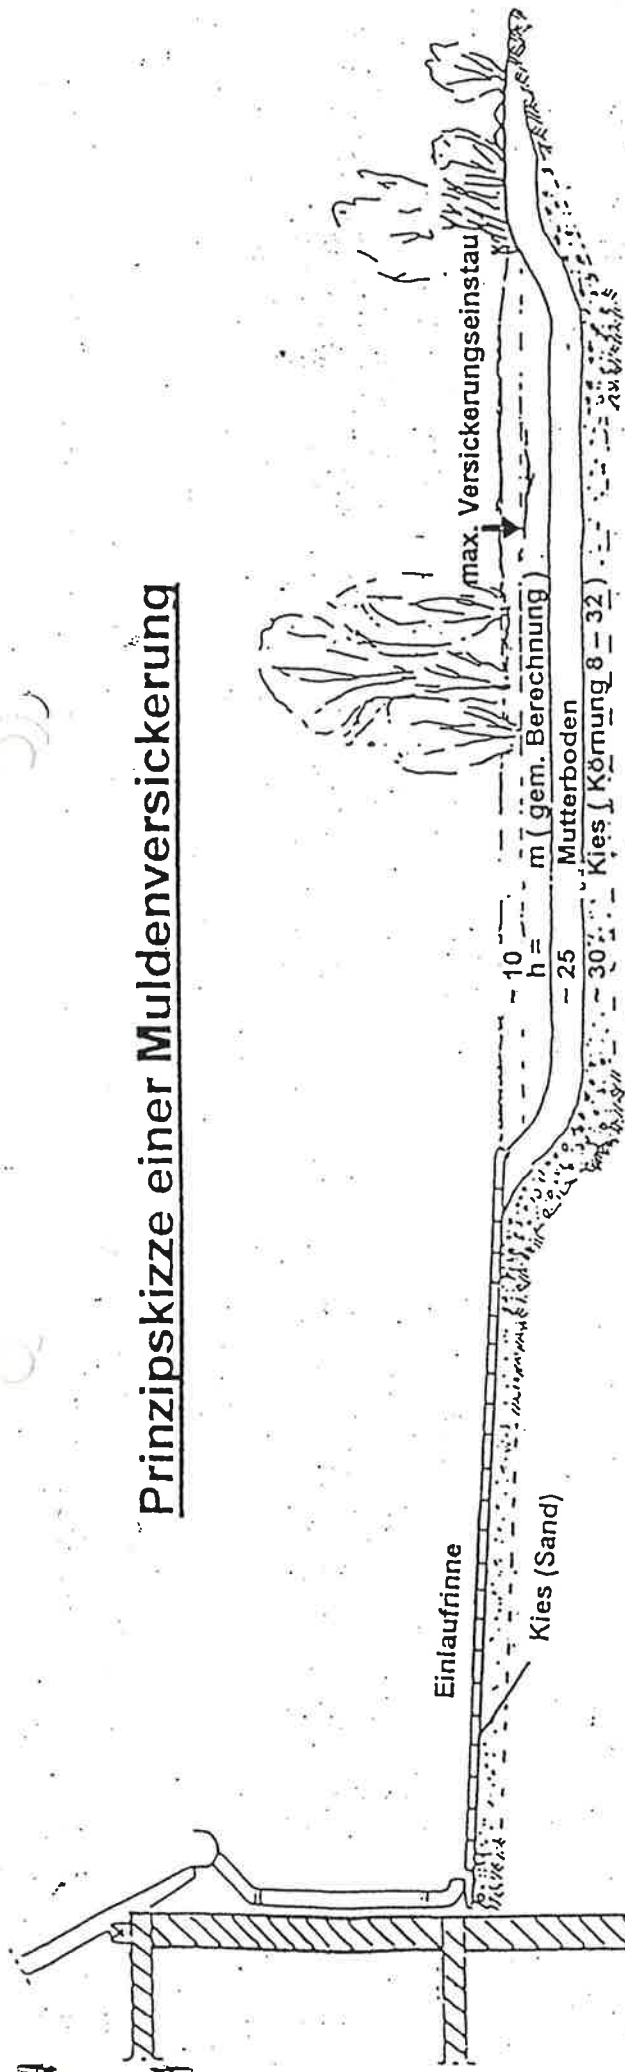 Prinzipskizze einer Muldenversickerung
max. Versickerungseinstau
Einlaufrinne
Kies (Sand)
~ 10
h = m ( gem. Berechnung )
~ 25 Mutterboden
~ 30 Kies ( Körnung 8 – 32 )